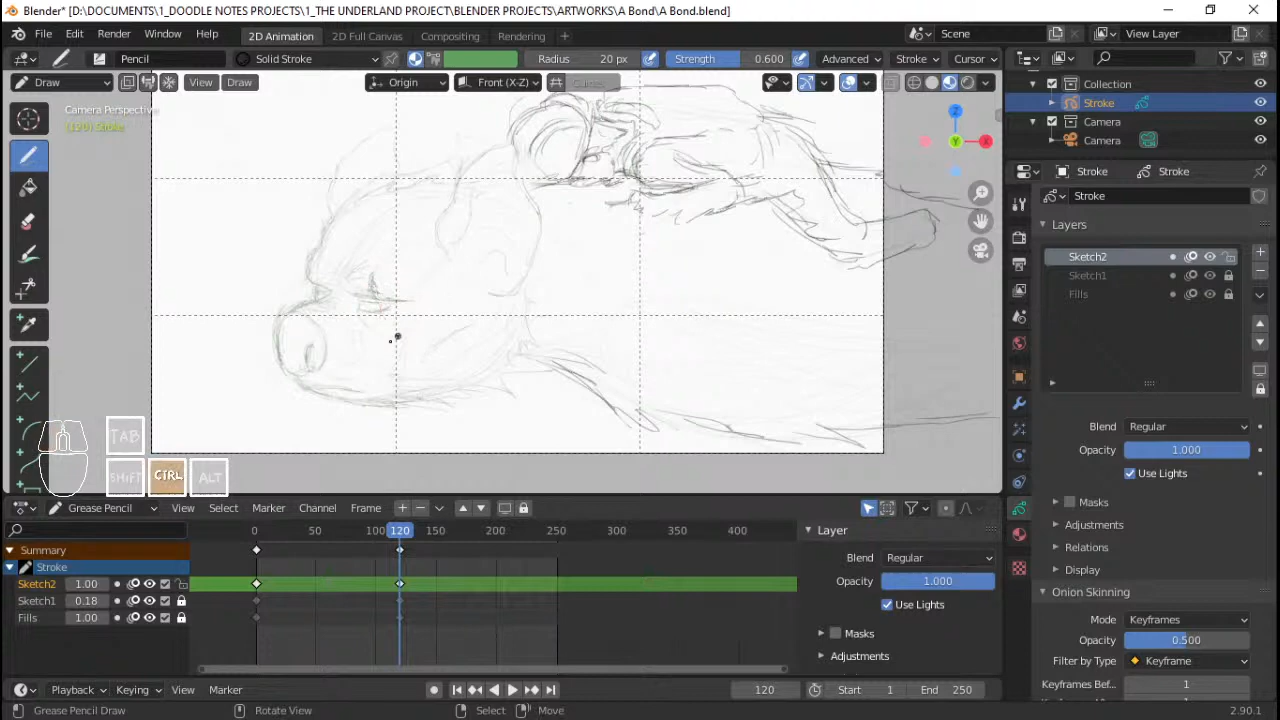 Blender* [D:\DOCUMENTS\1_DOODLE NOTES PROJECTS\1_THE UNDERLAND PROJECT\BLENDER PROJECTS\ARTWORKS\A Bond\A Bond.blend]
File Edit Render Window Help 2D Animation 2D Full Canvas Compositing Rendering Scene View Layer
Pencil Solid Stroke Radius 20 px Strength 0.600 Advanced Stroke Cursor
Draw View Draw Origin Front (X-Z)
Camera Perspective
(120) Stroke
Z
Y
X
TAB
SHIFT CTRL ALT
Collection
Stroke
Camera
Camera
Stroke Stroke
Stroke
Layers
Sketch2
Sketch1
Fills
Blend Regular
Opacity 1.000
Use Lights
Masks
Adjustments
Relations
Display
Onion Skinning
Mode Keyframes
Opacity 0.500
Filter by Type Keyframe
Keyframes Bef.. 1
Grease Pencil View Select Marker Channel Frame
0 50 100 120 150 200 250 300 350 400
Summary
Stroke
Sketch2 1.00
Sketch1 0.18
Fills 1.00
Layer
Blend Regular
Opacity 1.000
Use Lights
Masks
Adjustments
Playback Keying View Marker 120 Start 1 End 250
Grease Pencil Draw Rotate View Select Move 2.90.1